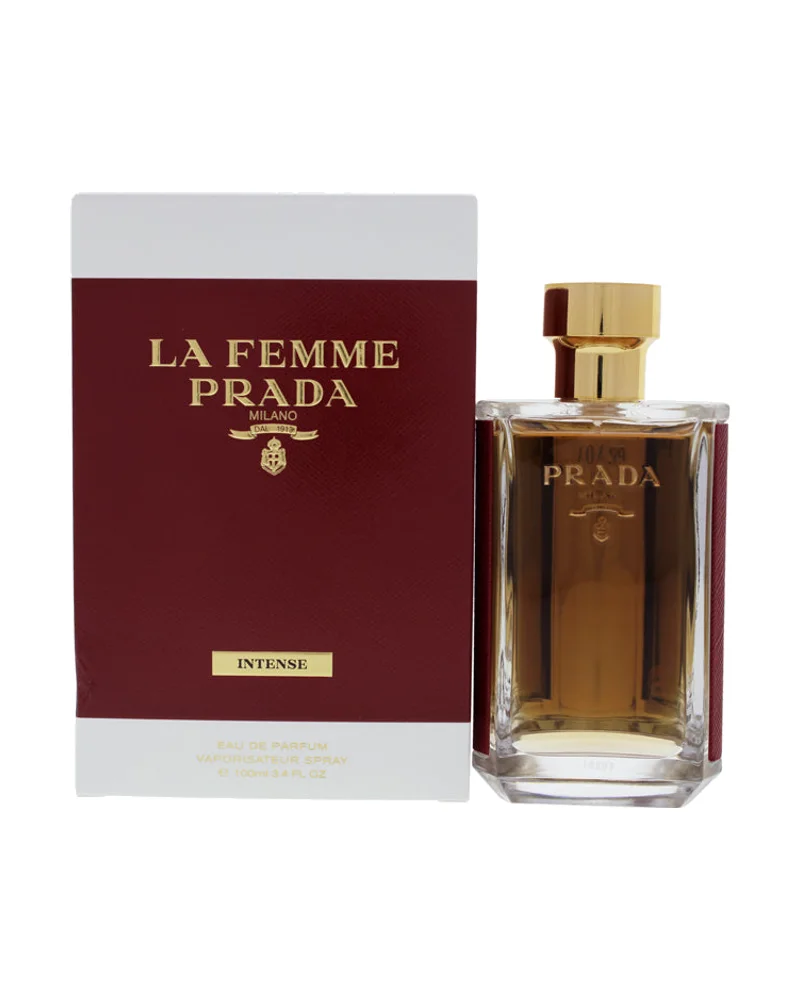 LA FEMME
PRADA
MILANO
DAL 1913
INTENSE
EAU DE PARFUM
VAPORISATEUR SPRAY
℮ 100ml 3.4 FL. OZ
PRADA
MILANO